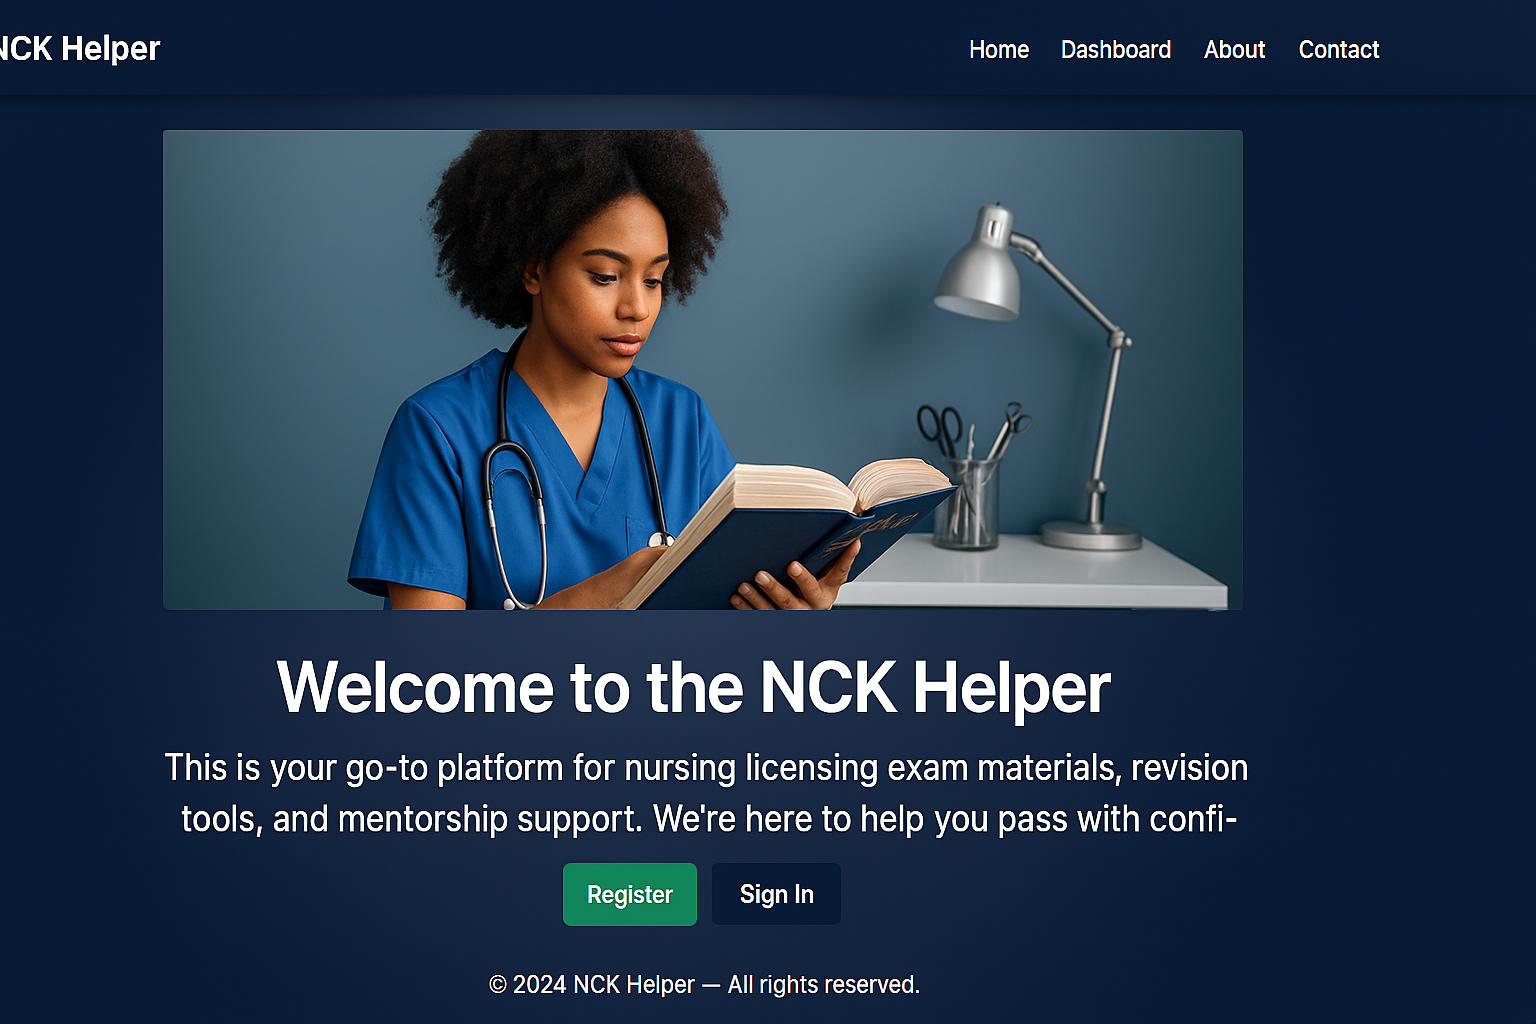 NCK Helper
Home Dashboard About Contact
Welcome to the NCK Helper
This is your go-to platform for nursing licensing exam materials, revision
tools, and mentorship support. We're here to help you pass with confi-
Register Sign In
© 2024 NCK Helper — All rights reserved.